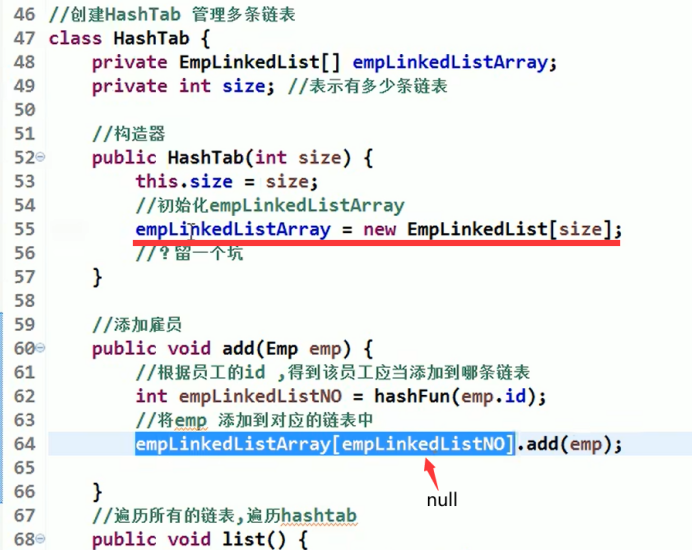 46 //创建HashTab 管理多条链表
47 class HashTab {
48 private EmpLinkedList[] empLinkedListArray;
49 private int size; //表示有多少条链表
50
51 //构造器
52 public HashTab(int size) {
53 this.size = size;
54 //初始化empLinkedListArray
55 empLinkedListArray = new EmpLinkedList[size];
56 //？留一个坑
57 }
58
59 //添加雇员
60 public void add(Emp emp) {
61 //根据员工的id ,得到该员工应当添加到哪条链表
62 int empLinkedListNO = hashFun(emp.id);
63 //将emp 添加到对应的链表中
64 empLinkedListArray[empLinkedListNO].add(emp);
65
null
66 }
67 //遍历所有的链表,遍历hashtab
68 public void list() {